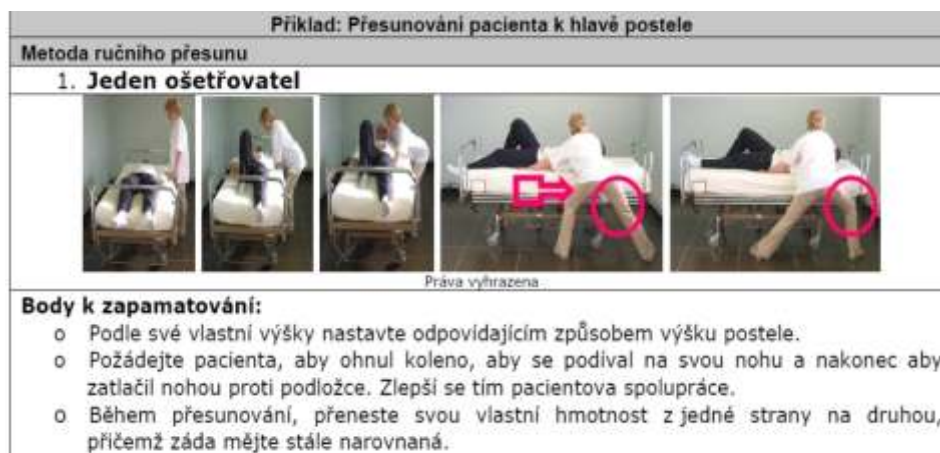 Příklad: Přesunování pacienta k hlavě postele
Metoda ručního přesunu
1. Jeden ošetřovatel
Práva vyhrazena
Body k zapamatování:
o Podle své vlastní výšky nastavte odpovídajícím způsobem výšku postele.
o Požádejte pacienta, aby ohnul koleno, aby se podíval na svou nohu a nakonec aby
zatlačil nohou proti podložce. Zlepší se tím pacientova spolupráce.
o Během přesunování, přeneste svou vlastní hmotnost z jedné strany na druhou,
přičemž záda mějte stále narovnaná.